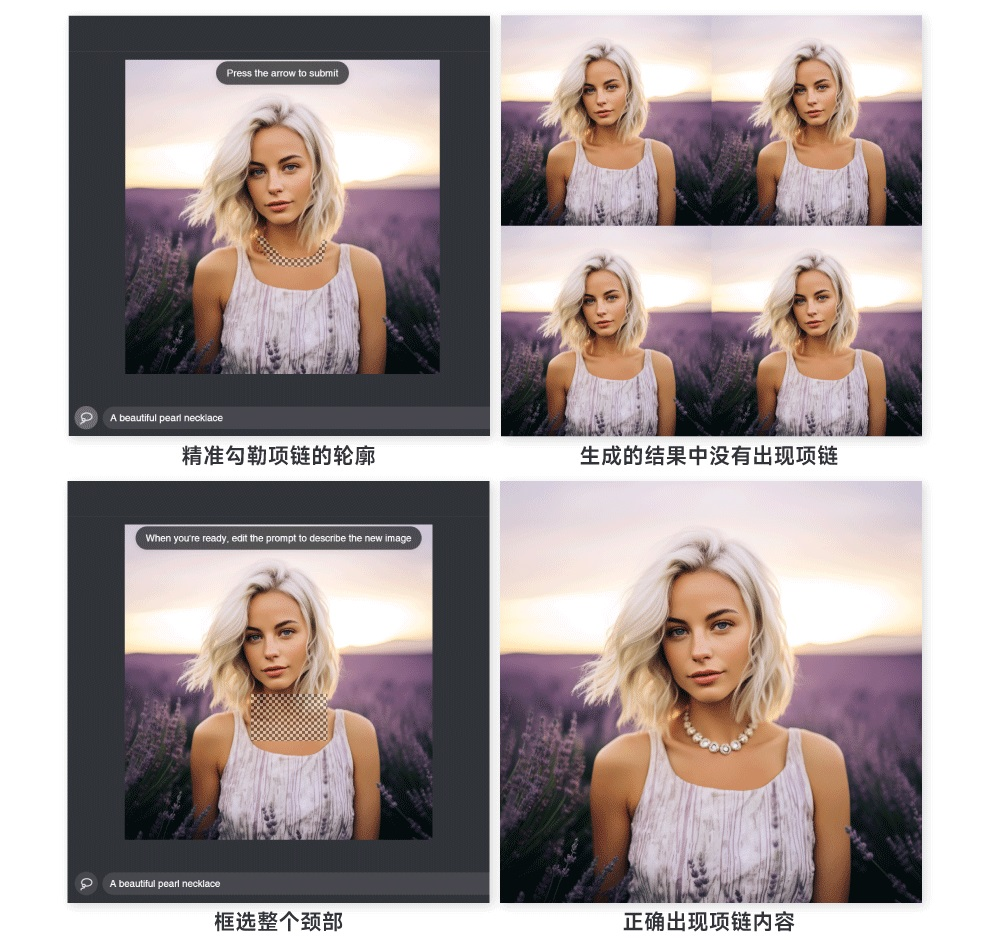 Press the arrow to submit
A beautiful pearl necklace
精准勾勒项链的轮廓
生成的结果中没有出现项链
When you're ready, edit the prompt to describe the new image
A beautiful pearl necklace
框选整个颈部
正确出现项链内容